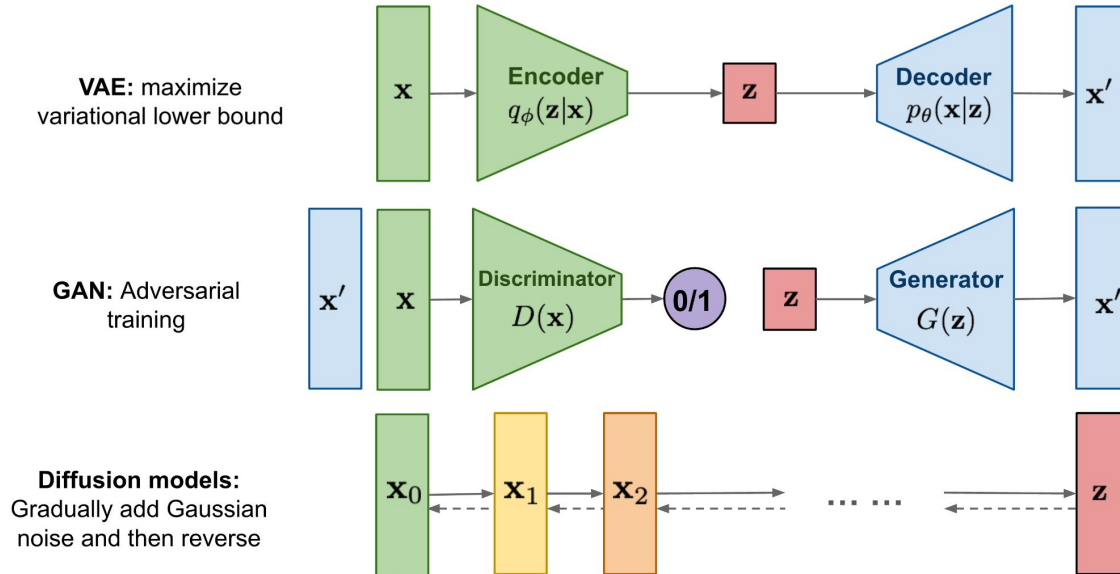 VAE: maximize
variational lower bound
x
Encoder
qϕ(z|x)
z
Decoder
pθ(x|z)
x′
GAN: Adversarial
training
x′
x
Discriminator
D(x)
0/1
z
Generator
G(z)
x′
Diffusion models:
Gradually add Gaussian
noise and then reverse
x0
x1
x2
... ...
z